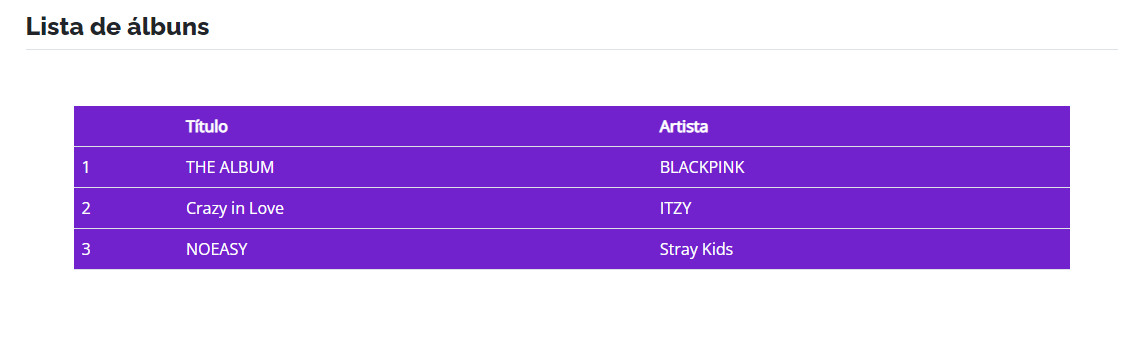 Lista de álbuns
Título Artista
1 THE ALBUM BLACKPINK
2 Crazy in Love ITZY
3 NOEASY Stray Kids